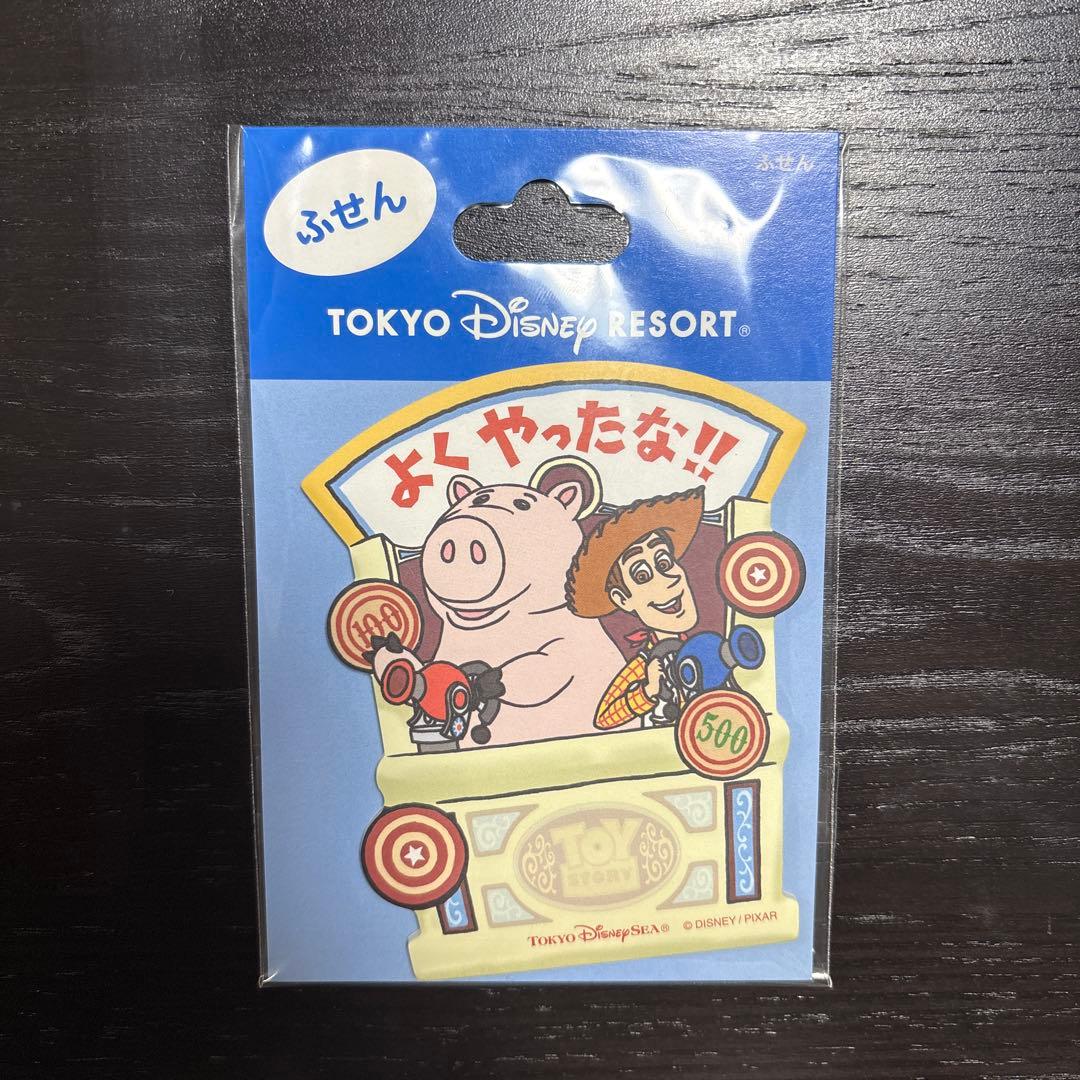 ふせん
ふせん
TOKYO Disney RESORT®
よくやったな!!
100
500
TOY
STORY
TOKYO DisneySEA® © DISNEY/PIXAR